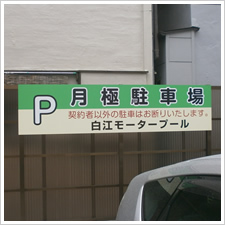 P 月極駐車場
契約者以外の駐車はお断りいたします。
白江モータープール